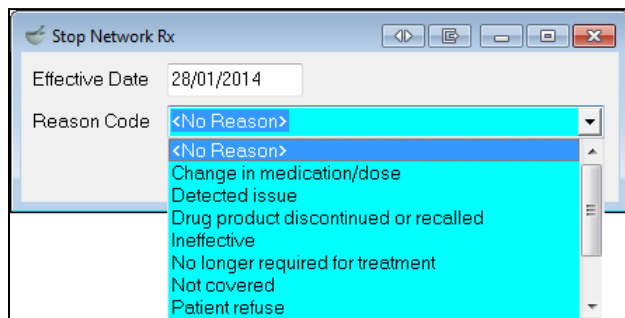 Stop Network Rx
Effective Date 28/01/2014
Reason Code <No Reason>
<No Reason>
Change in medication/dose
Detected issue
Drug product discontinued or recalled
Ineffective
No longer required for treatment
Not covered
Patient refuse